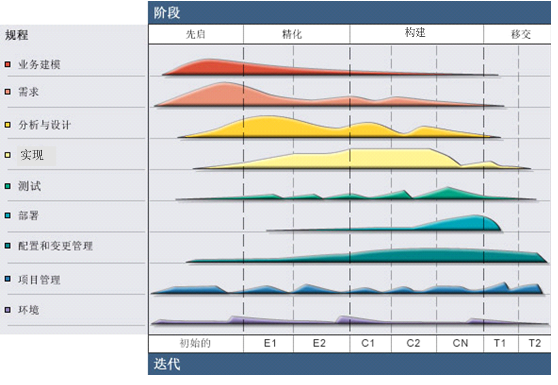 阶段
规程
先启 精化 构建 移交
业务建模
需求
分析与设计
实现
测试
部署
配置和变更管理
项目管理
环境
初始的 E1 E2 C1 C2 CN T1 T2
迭代